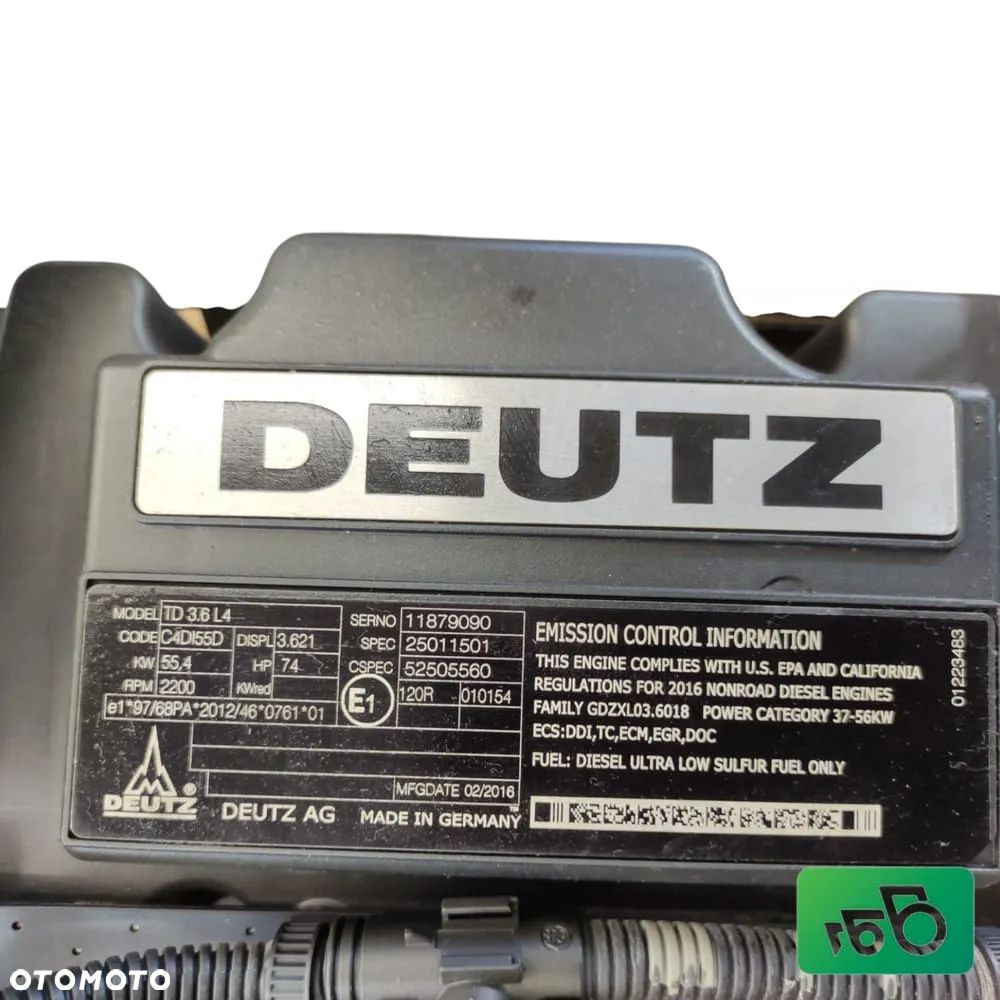 DEUTZ
MODEL TD 3.6 L4
CODE C4DI55D DISPL 3.621
KW 55,4 HP 74
RPM 2200 KWred
e1*97/68PA*2012/46*0761*01
SERNO 11879090
SPEC 25011501
CSPEC 52505560
E1 120R 010154
MFGDATE 02/2016
DEUTZ®
DEUTZ AG MADE IN GERMANY
EMISSION CONTROL INFORMATION
THIS ENGINE COMPLIES WITH U.S. EPA AND CALIFORNIA
REGULATIONS FOR 2016 NONROAD DIESEL ENGINES
FAMILY GDZXL03.6018 POWER CATEGORY 37-56KW
ECS:DDI,TC,ECM,EGR,DOC
FUEL: DIESEL ULTRA LOW SULFUR FUEL ONLY
01223483
OTOMOTO